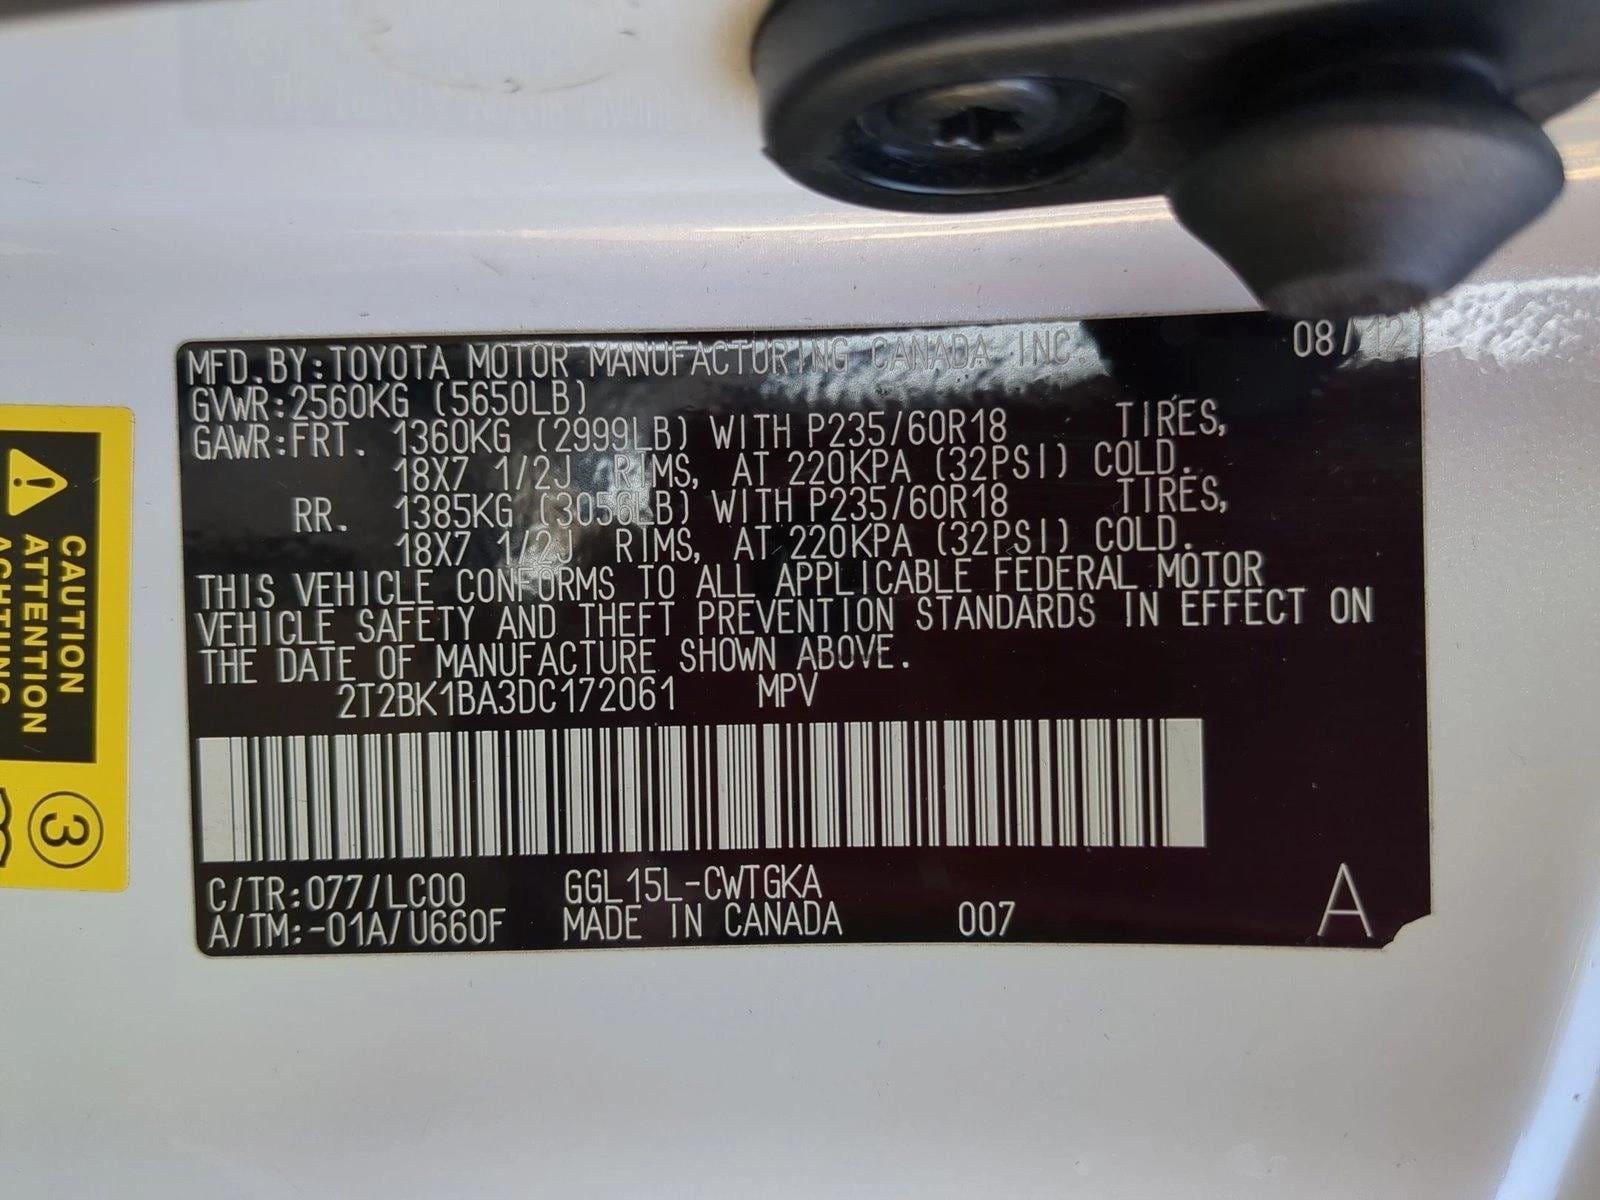 MFD.BY:TOYOTA MOTOR MANUFACTURING CANADA INC. 08/12
GVWR:2560KG (5650LB)
GAWR:FRT. 1360KG (2999LB) WITH P235/60R18 TIRES,
18X7 1/2J RIMS, AT 220KPA (32PSI) COLD.
RR. 1385KG (3056LB) WITH P235/60R18 TIRES,
18X7 1/2J RIMS, AT 220KPA (32PSI) COLD.
THIS VEHICLE CONFORMS TO ALL APPLICABLE FEDERAL MOTOR
VEHICLE SAFETY AND THEFT PREVENTION STANDARDS IN EFFECT ON
THE DATE OF MANUFACTURE SHOWN ABOVE.
2T2BK1BA3DC172061 MPV
C/TR:077/LC00 GGL15L-CWTGKA
A/TM:-01A/U660F MADE IN CANADA 007 A
CAUTION
ATTENTION
ACHTUNG
3